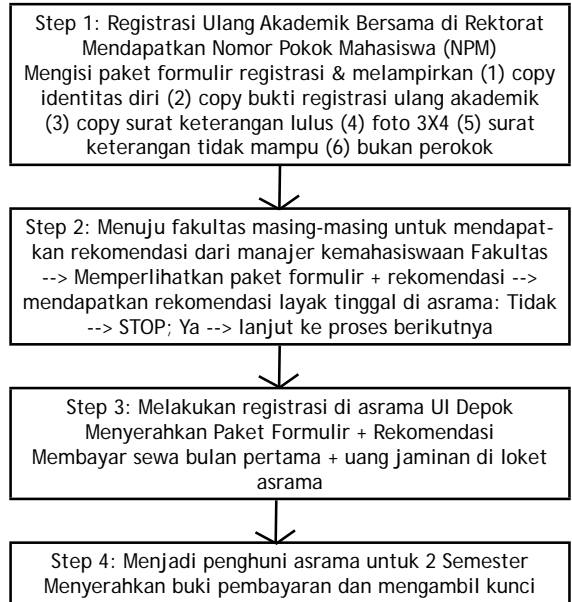 Step 1: Registrasi Ulang Akademik Bersama di Rektorat
Mendapatkan Nomor Pokok Mahasiswa (NPM)
Mengisi paket formulir registrasi & melampirkan (1) copy
identitas diri (2) copy bukti registrasi ulang akademik
(3) copy surat keterangan lulus (4) foto 3X4 (5) surat
keterangan tidak mampu (6) bukan perokok
Step 2: Menuju fakultas masing-masing untuk mendapat-
kan rekomendasi dari manajer kemahasiswaan Fakultas
--> Memperlihatkan paket formulir + rekomendasi -->
mendapatkan rekomendasi layak tinggal di asrama: Tidak
--> STOP; Ya --> lanjut ke proses berikutnya
Step 3: Melakukan registrasi di asrama UI Depok
Menyerahkan Paket Formulir + Rekomendasi
Membayar sewa bulan pertama + uang jaminan di loket
asrama
Step 4: Menjadi penghuni asrama untuk 2 Semester
Menyerahkan buki pembayaran dan mengambil kunci